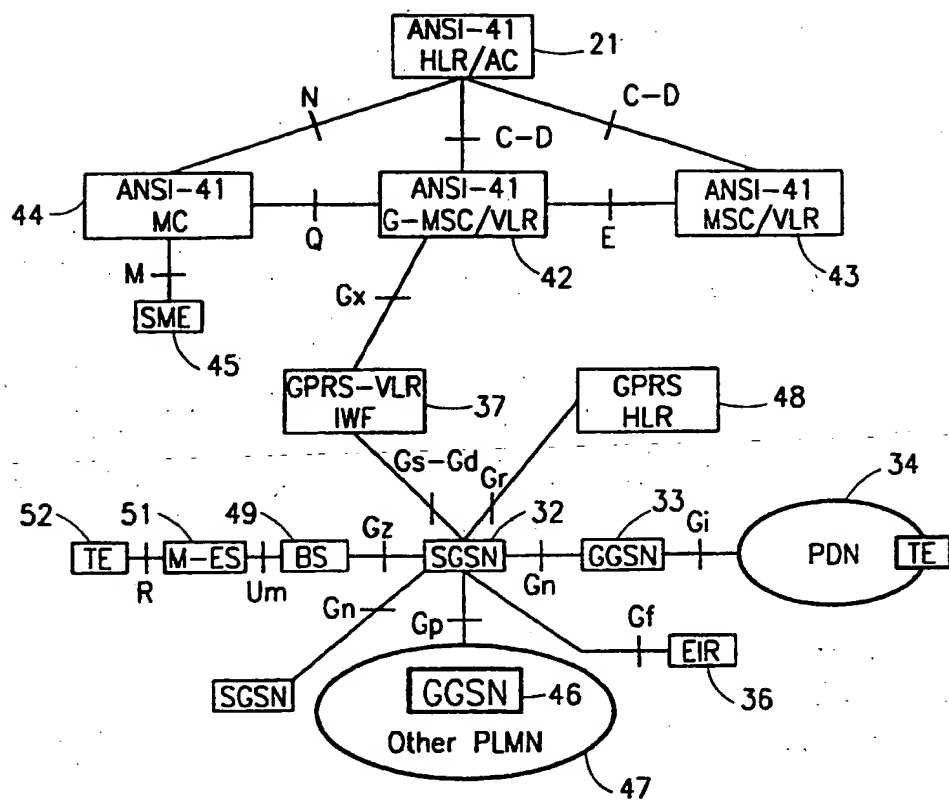 ANSI-41
HLR/AC
21
N
C-D
C-D
44
ANSI-41
MC
Q
ANSI-41
G-MSC/VLR
E
ANSI-41
MSC/VLR
42
43
M
SME
45
Gx
GPRS-VLR
IWF
37
GPRS
HLR
48
Gs-Gd
Gr
52
51
49
32
33
34
TE
R
M-ES
Um
BS
Gz
SGSN
Gn
GGSN
Gi
PDN
TE
Gn
Gp
Gf
EIR
36
SGSN
GGSN
46
Other PLMN
47